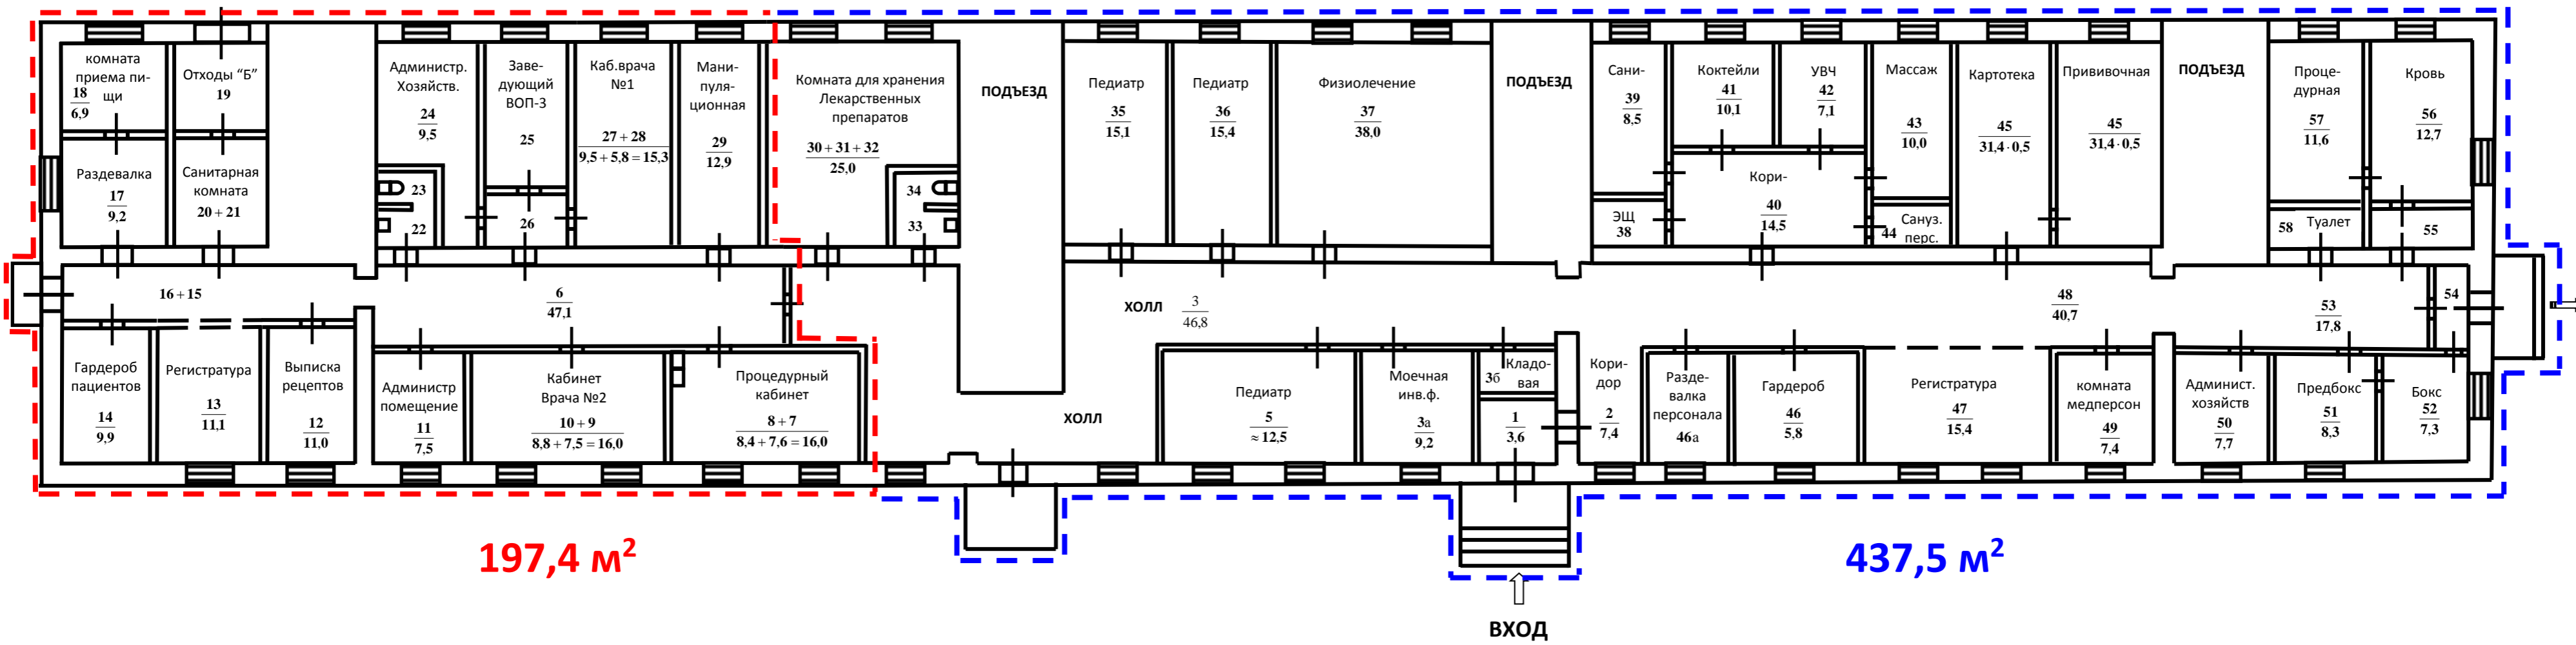 комната
приема пи-
щи
18
6,9
Отходы “Б”
19
Раздевалка
17
9,2
Санитарная
комната
20 + 21
Администр.
Хозяйств.
24
9,5
23
22
Заве-
дующий
ВОП-3
25
26
Каб.врача
№1
27 + 28
9,5 + 5,8 = 15,3
Мани-
пуля-
ционная
29
12,9
Комната для хранения
Лекарственных
препаратов
30 + 31 + 32
25,0
34
33
ПОДЪЕЗД
Педиатр
35
15,1
Педиатр
36
15,4
Физиолечение
37
38,0
ПОДЪЕЗД
Сани-
39
8,5
ЭЩ
38
Коктейли
41
10,1
УВЧ
42
7,1
Кори-
40
14,5
Массаж
43
10,0
Сануз.
44 перс.
Картотека
45
31,4 · 0,5
Прививочная
45
31,4 · 0,5
ПОДЪЕЗД
Проце-
дурная
57
11,6
58 Туалет
Кровь
56
12,7
55
16 + 15
6
47,1
ХОЛЛ
3
46,8
48
40,7
53
17,8
54
Гардероб
пациентов
14
9,9
Регистратура
13
11,1
Выписка
рецептов
12
11,0
Администр
помещение
11
7,5
Кабинет
Врача №2
10 + 9
8,8 + 7,5 = 16,0
Процедурный
кабинет
8 + 7
8,4 + 7,6 = 16,0
ХОЛЛ
Педиатр
5
≈ 12,5
Моечная
инв.ф.
3а
9,2
3б Кладо-
вая
1
3,6
Кори-
дор
2
7,4
Разде-
валка
персонала
46а
Гардероб
46
5,8
Регистратура
47
15,4
комната
медперсон
49
7,4
Админист.
хозяйств
50
7,7
Предбокс
51
8,3
Бокс
52
7,3
197,4 м²
437,5 м²
ВХОД